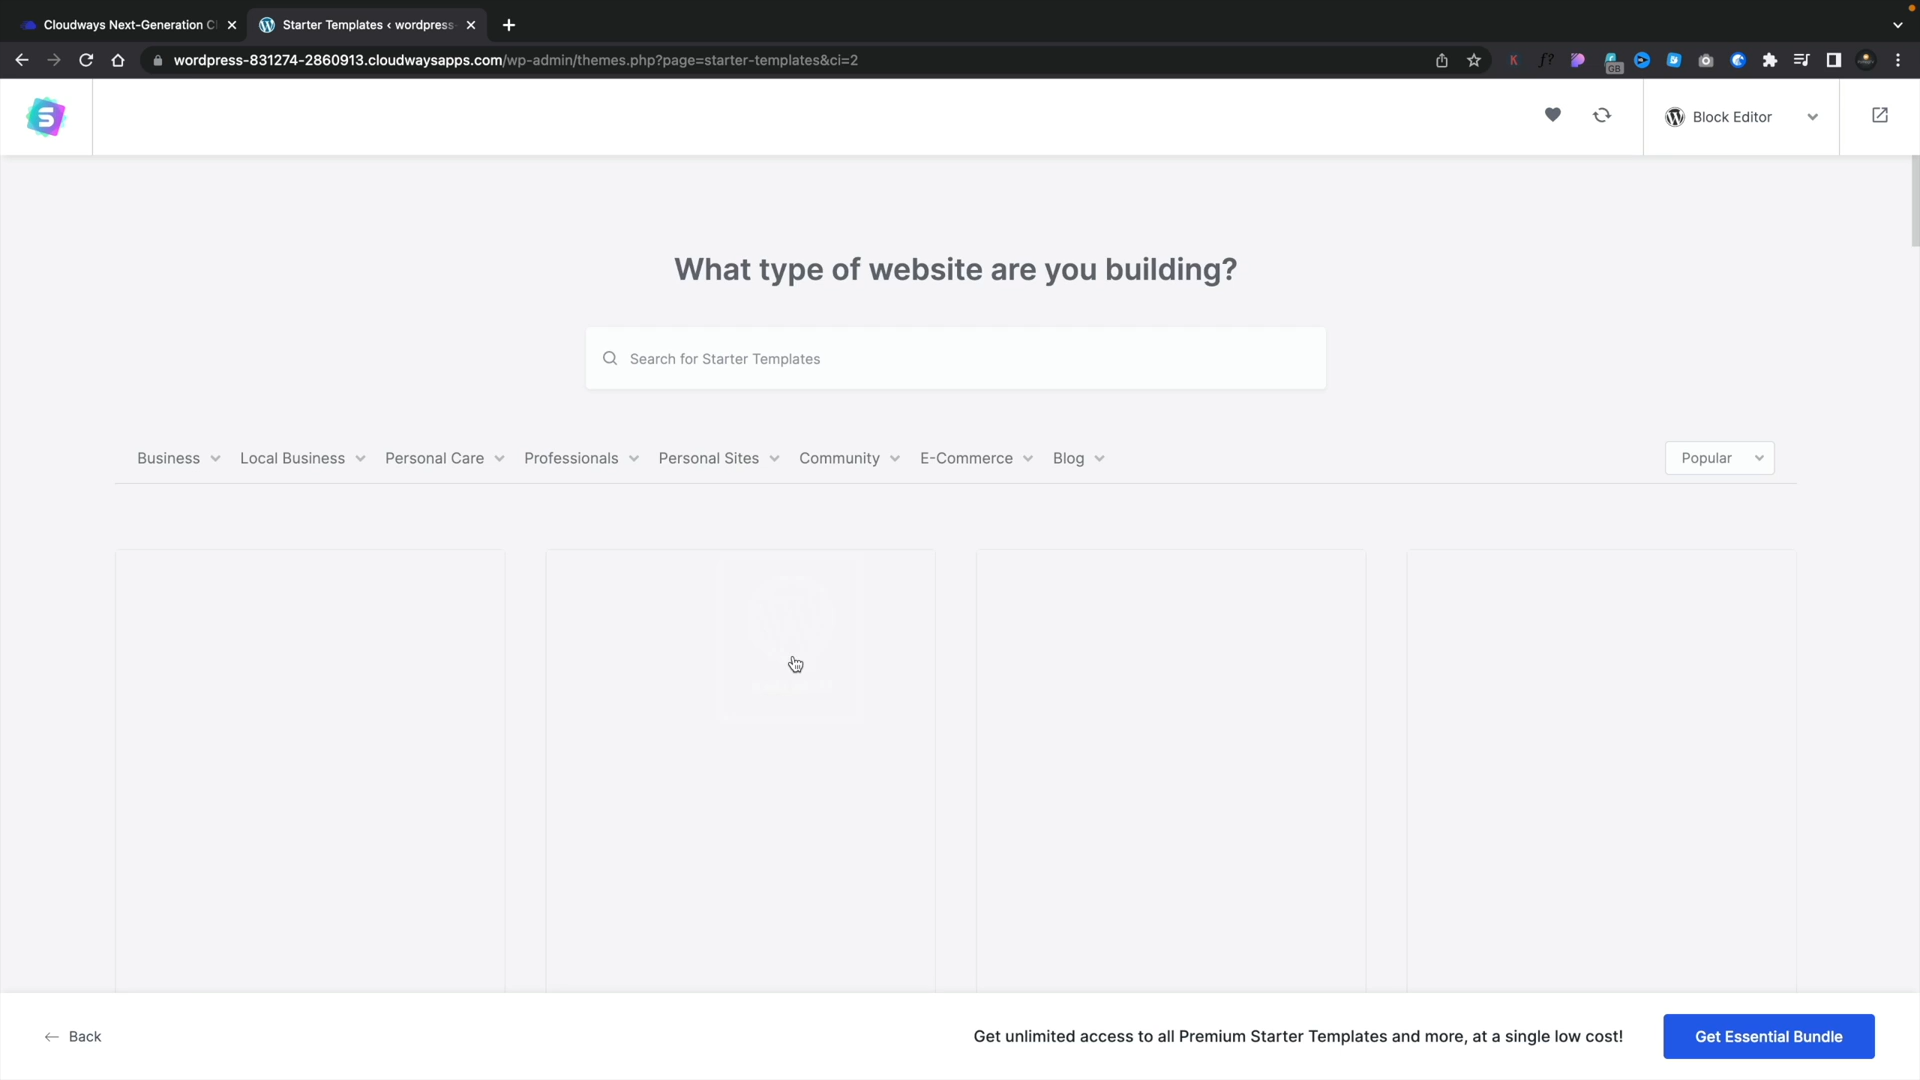 Cloudways Next-Generation Cl
Starter Templates ‹ wordpress-
wordpress-831274-2860913.cloudwaysapps.com/wp-admin/themes.php?page=starter-templates&ci=2
K
f?
GB
S
Block Editor
What type of website are you building?
Search for Starter Templates
Business
Local Business
Personal Care
Professionals
Personal Sites
Community
E-Commerce
Blog
Popular
Back
Get unlimited access to all Premium Starter Templates and more, at a single low cost!
Get Essential Bundle